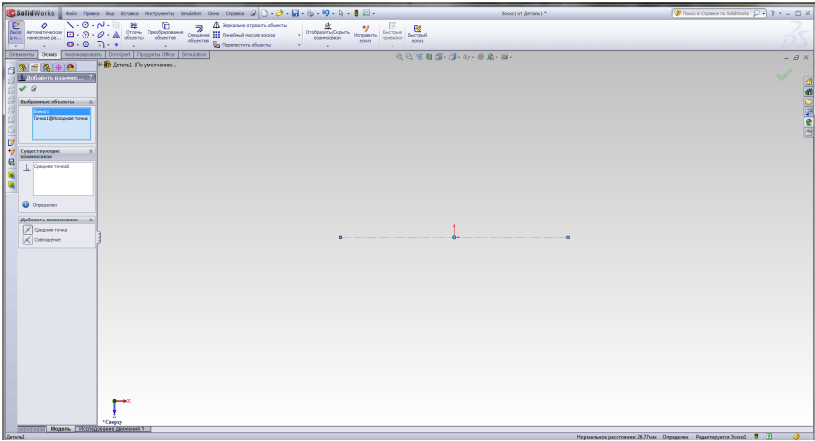 SolidWorks Файл Правка Вид Вставка Инструменты Simulation Окно Справка Эскиз1 от Деталь1 * Поиск в Справке по SolidWorks
Автоматическое нанесение ра...
Отсечь объекты
Преобразование объектов
Смещение объектов
Зеркально отразить объекты
Линейный массив эскиза
Переместить объекты
Отобразить/Скрыть взаимосвязи
Исправить эскиз
Быстрые привязки
Быстрый эскиз
Элементы Эскиз Анализировать DimXpert Продукты Office Simulation
Деталь1 (По умолчанию...
Добавить взаимос... ?
Выбранные объекты
Линия1
Точка1@Исходная точка
Существующие взаимосвязи
Средняя точка0
Определен
Добавить взаимосвязи
Средняя точка
Совпадение
X
Z
*Сверху
Модель Исследование движения 1
Деталь1 Нормальное расстояние: 26.77мм Определен Редактируется Эскиз1